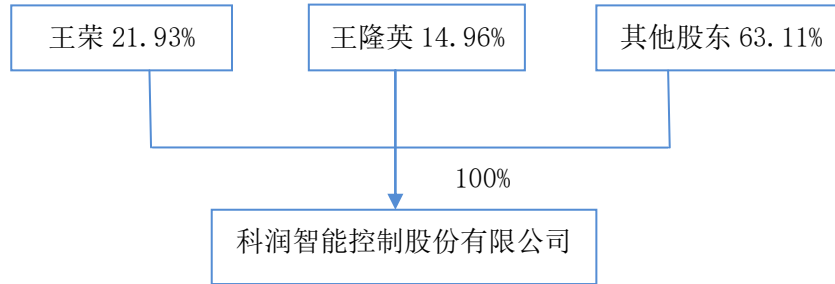 王荣 21.93%
王隆英 14.96%
其他股东 63.11%
100%
科润智能控制股份有限公司